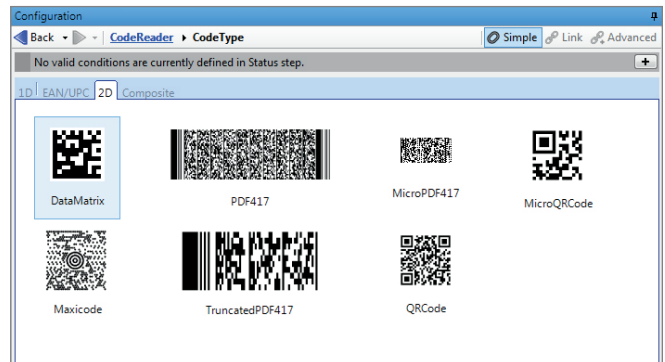 Configuration
Back CodeReader CodeType Simple Link Advanced
No valid conditions are currently defined in Status step.
1D EAN/UPC 2D Composite
DataMatrix PDF417 MicroPDF417 MicroQRCode
Maxicode TruncatedPDF417 QRCode